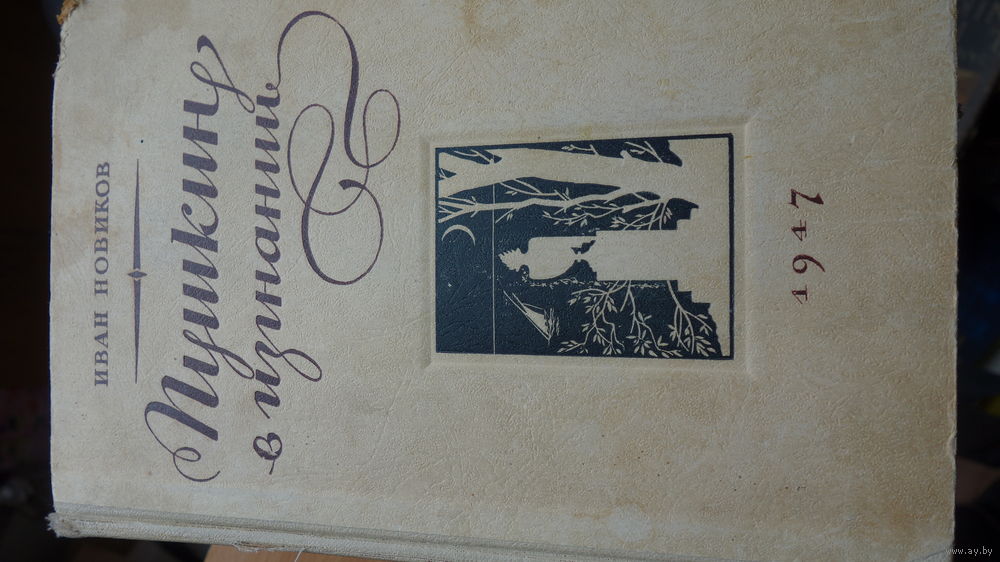 ИВАН НОВИКОВ
Пушкин
в изгнании
1947
www.ay.by